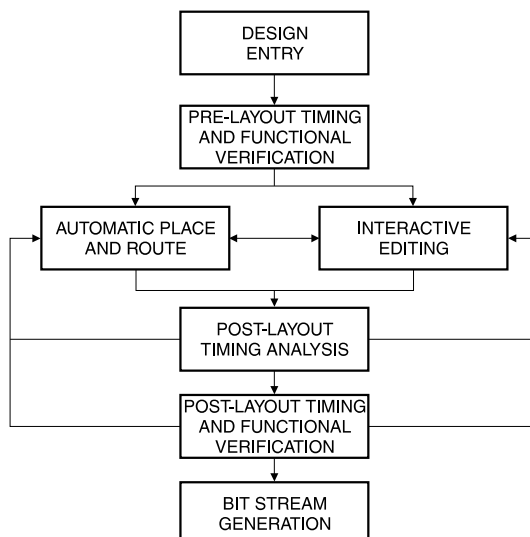 DESIGN
ENTRY
PRE-LAYOUT TIMING
AND FUNCTIONAL
VERIFICATION
AUTOMATIC PLACE
AND ROUTE
INTERACTIVE
EDITING
POST-LAYOUT
TIMING ANALYSIS
POST-LAYOUT TIMING
AND FUNCTIONAL
VERIFICATION
BIT STREAM
GENERATION